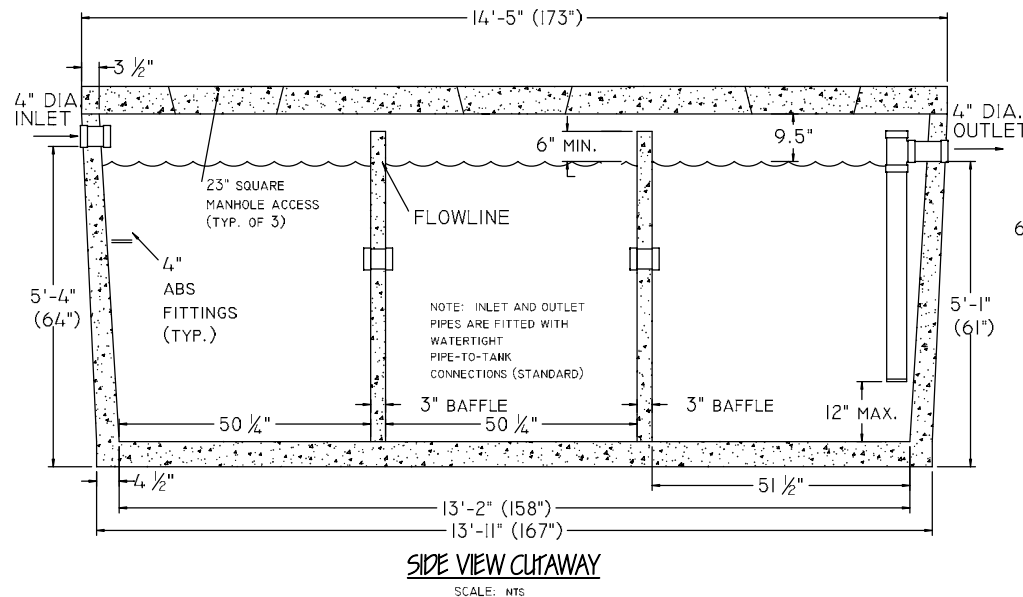 14'-5" (173")
3 ½"
4" DIA.
INLET
4" DIA.
OUTLET
6" MIN.
9.5"
23" SQUARE
MANHOLE ACCESS
(TYP. OF 3)
FLOWLINE
6
4"
ABS
FITTINGS
(TYP.)
5'-4"
(64")
NOTE: INLET AND OUTLET
PIPES ARE FITTED WITH
WATERTIGHT
PIPE-TO-TANK
CONNECTIONS (STANDARD)
5'-1"
(61")
3" BAFFLE
3" BAFFLE
12" MAX.
50 ¼"
50 ¼"
4 ½"
51 ½"
13'-2" (158")
13'-11" (167")
SIDE VIEW CUTAWAY
SCALE: NTS